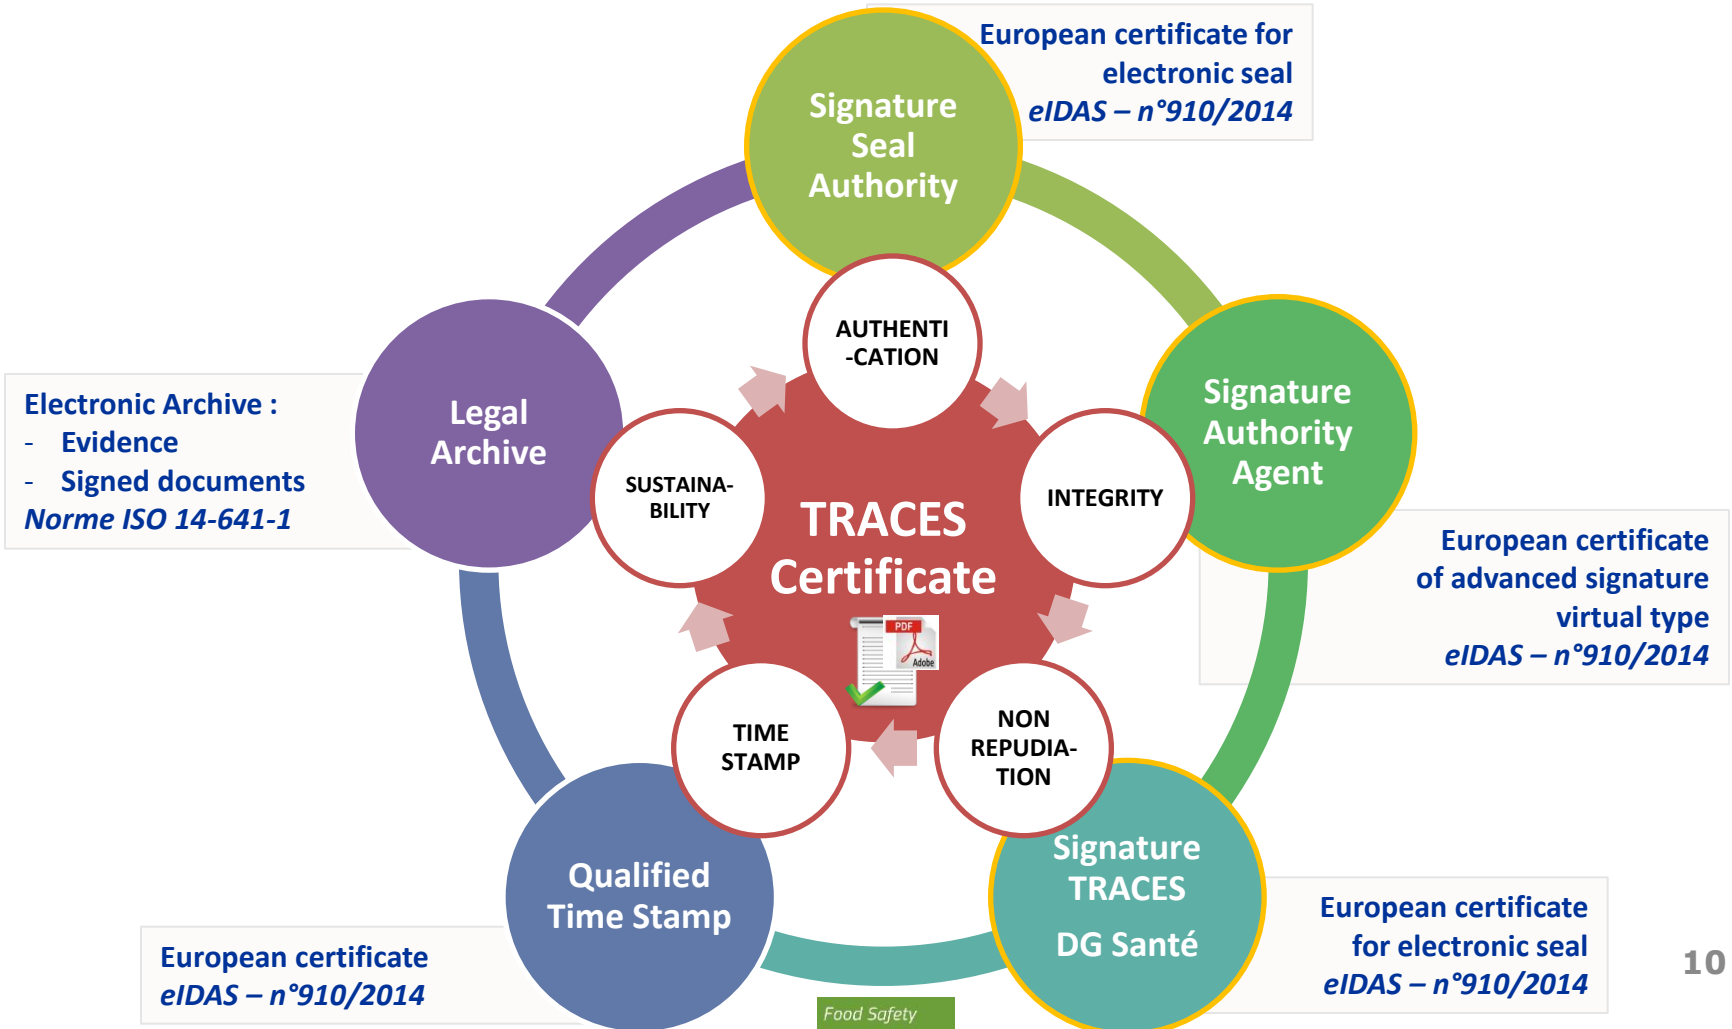 European certificate for
electronic seal
eIDAS – n°910/2014
Signature
Seal
Authority
AUTHENTI
-CATION
Signature
Authority
Agent
INTEGRITY
European certificate
of advanced signature
virtual type
eIDAS – n°910/2014
Electronic Archive :
- Evidence
- Signed documents
Norme ISO 14-641-1
Legal
Archive
SUSTAINA-
BILITY
TRACES
Certificate
PDF
Adobe
TIME
STAMP
NON
REPUDIA-
TION
Qualified
Time Stamp
Signature
TRACES
DG Santé
European certificate
eIDAS – n°910/2014
European certificate
for electronic seal
eIDAS – n°910/2014
Food Safety
10